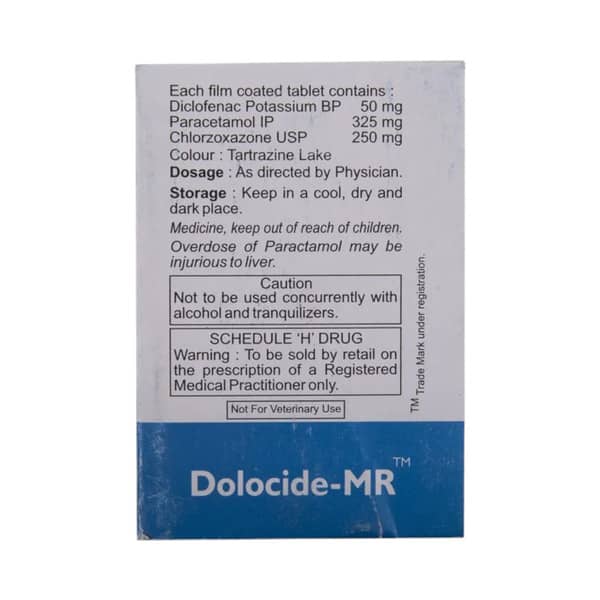 Each film coated tablet contains :
Diclofenac Potassium BP 50 mg
Paracetamol IP 325 mg
Chlorzoxazone USP 250 mg
Colour : Tartrazine Lake
Dosage : As directed by Physician.
Storage : Keep in a cool, dry and
dark place.
Medicine, keep out of reach of children.
Overdose of Paractamol may be
injurious to liver.
Caution
Not to be used concurrently with
alcohol and tranquilizers.
SCHEDULE 'H' DRUG
Warning : To be sold by retail on
the prescription of a Registered
Medical Practitioner only.
Not For Veterinary Use
TM Trade Mark under registration.
Dolocide-MR™